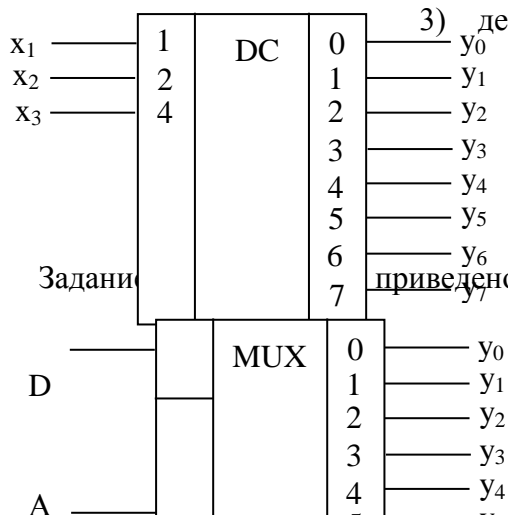 3) де
x1 1 DC 0 y0
x2 2 1 y1
x3 4 2 y2
3 y3
4 y4
5 y5
6 y6
Задание приведено
7 y7
MUX 0 y0
D 1 y1
2 y2
3 y3
4 y4
A